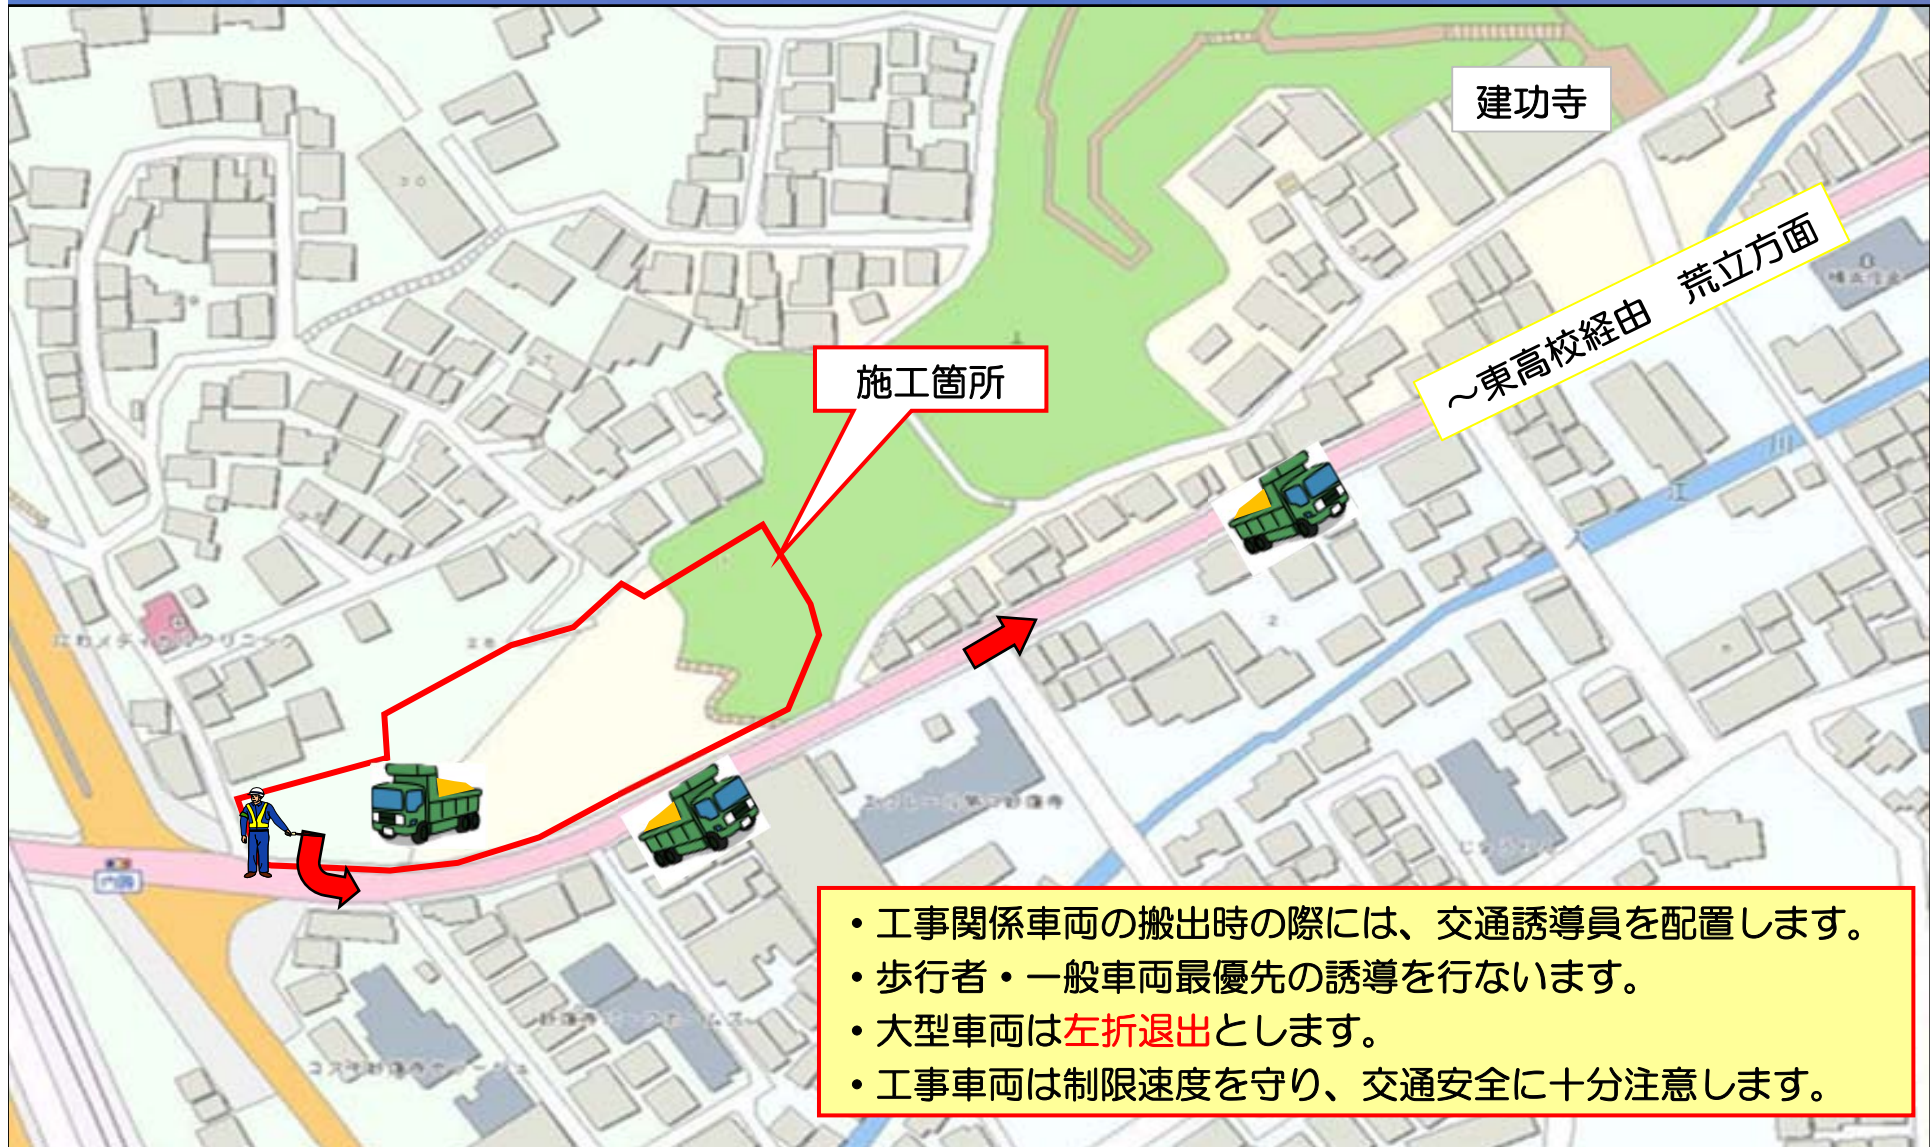 建功寺
～東高校経由　荒立方面
施工箇所
・工事関係車両の搬出時の際には、交通誘導員を配置します。
・歩行者・一般車両最優先の誘導を行ないます。
・大型車両は左折退出とします。
・工事車両は制限速度を守り、交通安全に十分注意します。